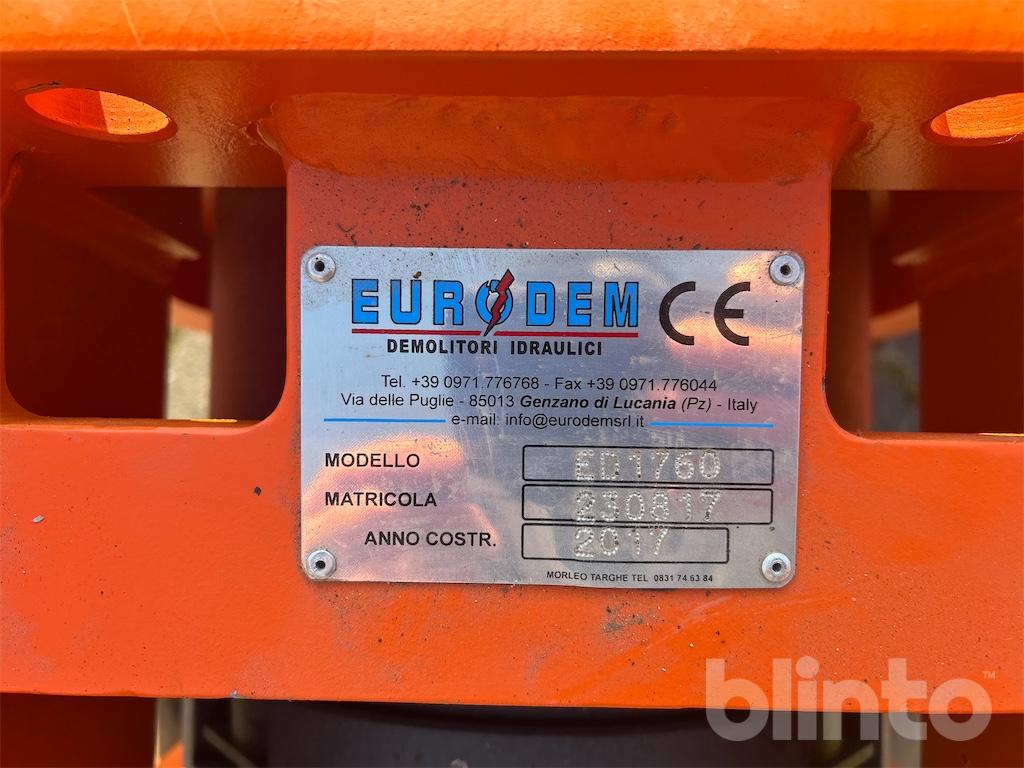 EURODEM CE
DEMOLITORI IDRAULICI
Tel. +39 0971.776768 - Fax +39 0971.776044
Via delle Puglie - 85013 Genzano di Lucania (Pz) - Italy
e-mail: info@eurodemsrl.it
MODELLO ED1760
MATRICOLA 230817
ANNO COSTR. 2017
MORLEO TARGHE TEL 0831 74 63 84
blinto™